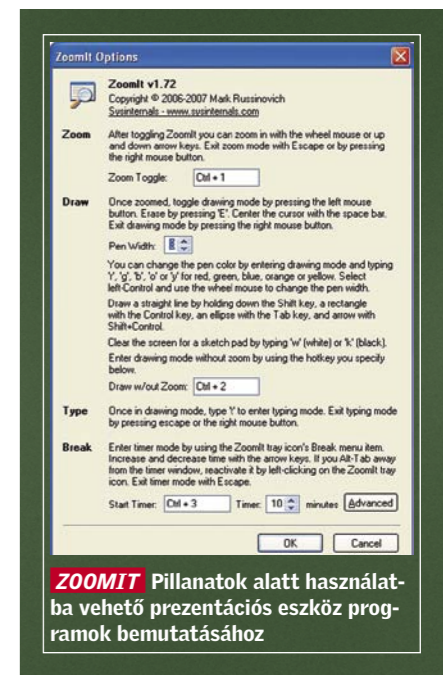 ZoomIt Options
ZoomIt v1.72
Copyright © 2006-2007 Mark Russinovich
Sysinternals - www.sysinternals.com
Zoom After toggling ZoomIt you can zoom in with the wheel mouse or up
and down arrow keys. Exit zoom mode with Escape or by pressing
the right mouse button.
Zoom Toggle: Ctrl + 1
Draw Once zoomed, toggle drawing mode by pressing the left mouse
button. Erase by pressing 'E'. Center the cursor with the space bar.
Exit drawing mode by pressing the right mouse button.
Pen Width:
You can change the pen color by entering drawing mode and typing
'r', 'g', 'b', 'o' or 'y' for red, green, blue, orange or yellow. Select
left-Control and use the wheel mouse to change the pen width.
Draw a straight line by holding down the Shift key, a rectangle
with the Control key, an ellipse with the Tab key, and arrow with
Shift+Control.
Clear the screen for a sketch pad by typing 'w' (white) or 'k' (black).
Enter drawing mode without zoom by using the hotkey you specify
below.
Draw w/out Zoom: Ctrl + 2
Type Once in drawing mode, type 't' to enter typing mode. Exit typing mode
by pressing escape or the right mouse button.
Break Enter timer mode by using the ZoomIt tray icon's Break menu item.
Increase and decrease time with the arrow keys. If you Alt-Tab away
from the timer window, reactivate it by left-clicking on the ZoomIt tray
icon. Exit timer mode with Escape.
Start Timer: Ctrl + 3 Timer: 10 minutes Advanced
OK Cancel
ZOOMIT Pillanatok alatt használat-
ba vehető prezentációs eszköz prog-
ramok bemutatásához